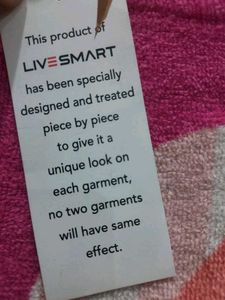 This product of
LIVESMART
has been specially
designed and treated
piece by piece
to give it a
unique look on
each garment,
no two garments
will have same
effect.